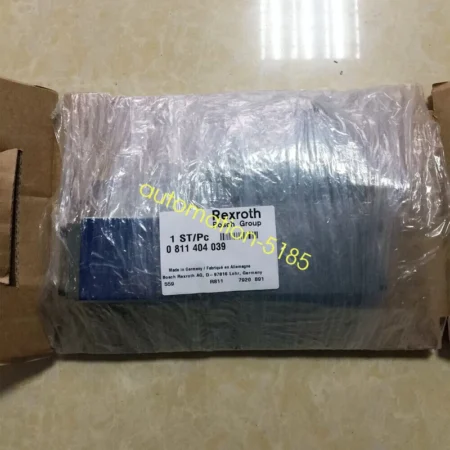 Rexroth
Bosch Group
1 ST/Pc
0 811 404 039
Made in Germany / Fabriqué en Allemagne
Bosch Rexroth AG, D - 97816 Lohr, Germany
automation-5185